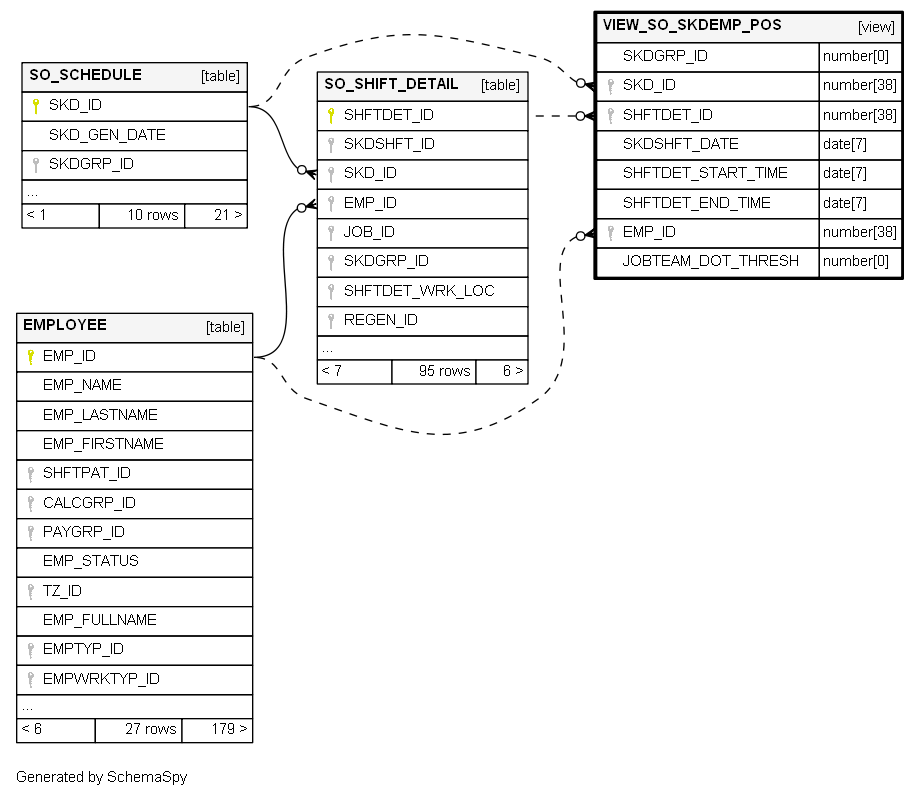 SO_SCHEDULE [table]
SKD_ID
SKD_GEN_DATE
SKDGRP_ID
...
< 1 10 rows 21 >
SO_SHIFT_DETAIL [table]
SHFTDET_ID
SKDSHFT_ID
SKD_ID
EMP_ID
JOB_ID
SKDGRP_ID
SHFTDET_WRK_LOC
REGEN_ID
...
< 7 95 rows 6 >
VIEW_SO_SKDEMP_POS [view]
SKDGRP_ID number[0]
SKD_ID number[38]
SHFTDET_ID number[38]
SKDSHFT_DATE date[7]
SHFTDET_START_TIME date[7]
SHFTDET_END_TIME date[7]
EMP_ID number[38]
JOBTEAM_DOT_THRESH number[0]
EMPLOYEE [table]
EMP_ID
EMP_NAME
EMP_LASTNAME
EMP_FIRSTNAME
SHFTPAT_ID
CALCGRP_ID
PAYGRP_ID
EMP_STATUS
TZ_ID
EMP_FULLNAME
EMPTYP_ID
EMPWRKTYP_ID
...
< 6 27 rows 179 >
Generated by SchemaSpy